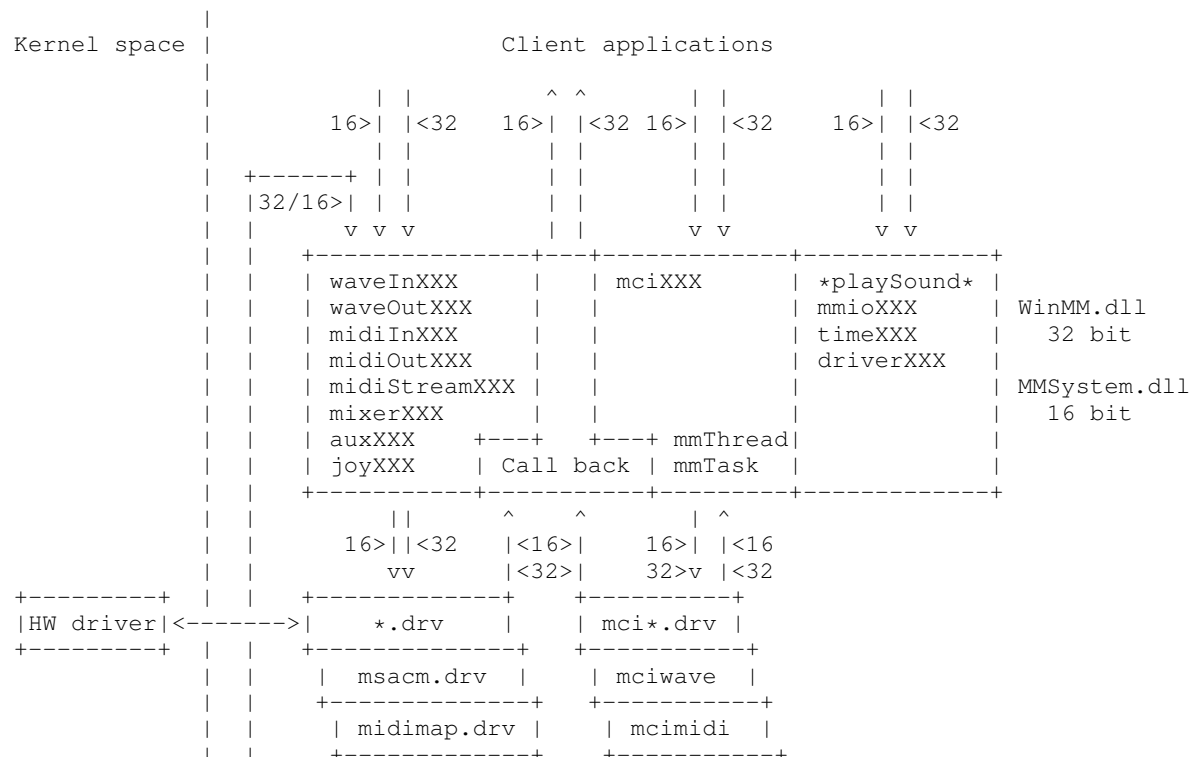 Kernel space | Client applications
16>| |<32 16>| |<32 16>| |<32 16>| |<32
|32/16>|
waveInXXX mciXXX *playSound*
waveOutXXX mmioXXX WinMM.dll
midiInXXX timeXXX 32 bit
midiOutXXX driverXXX
midiStreamXXX MMSystem.dll
mixerXXX 16 bit
auxXXX mmThread
joyXXX Call back mmTask
16>||<32 |<16>| 16>| |<16
vv |<32>| 32>v |<32
|HW driver|<------->| *.drv | | mci*.drv |
msacm.drv mciwave
midimap.drv mcimidi